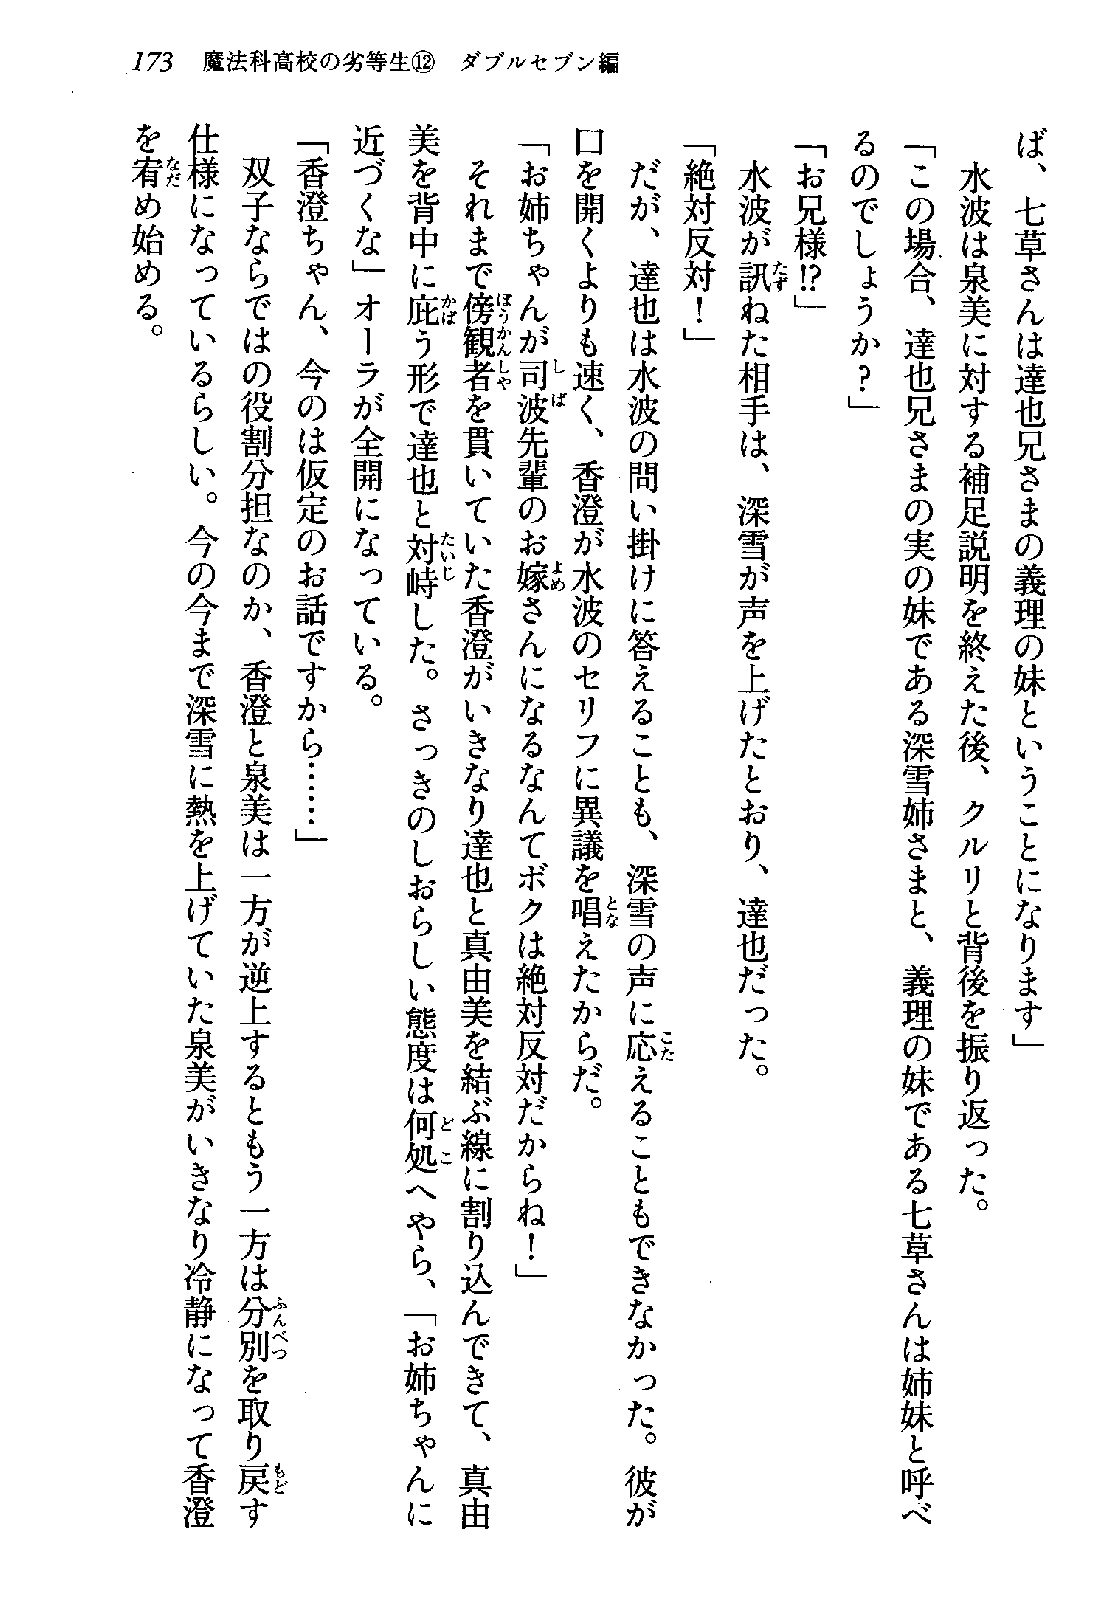 173 魔法科高校の劣等生⑫ ダブルセブン編
ば、七草さんは達也兄さまの義理の妹ということになります」
水波は泉美に対する補足説明を終えた後、クルリと背後を振り返った。
「この場合、達也兄さまの実の妹である深雪姉さまと、義理の妹である七草さんは姉妹と呼べ
るのでしょうか?」
「お兄様!?」
水波が訊ねた相手は、深雪が声を上げたとおり、達也だった。
「絶対反対!」
だが、達也は水波の問い掛けに答えることも、深雪の声に応えることもできなかった。彼が
口を開くよりも速く、香澄が水波のセリフに異議を唱えたからだ。
「お姉ちゃんが司波先輩のお嫁さんになるなんてボクは絶対反対だからね!」
それまで傍観者を貫いていた香澄がいきなり達也と真由美を結ぶ線に割り込んできて、真由
美を背中に庇う形で達也と対峙した。さっきのしおらしい態度は何処へやら、「お姉ちゃんに
近づくな」オーラが全開になっている。
「香澄ちゃん、今のは仮定のお話ですから……」
双子ならではの役割分担なのか、香澄と泉美は一方が逆上するともう一方は分別を取り戻す
仕様になっているらしい。今の今まで深雪に熱を上げていた泉美がいきなり冷静になって香澄
を宥め始める。